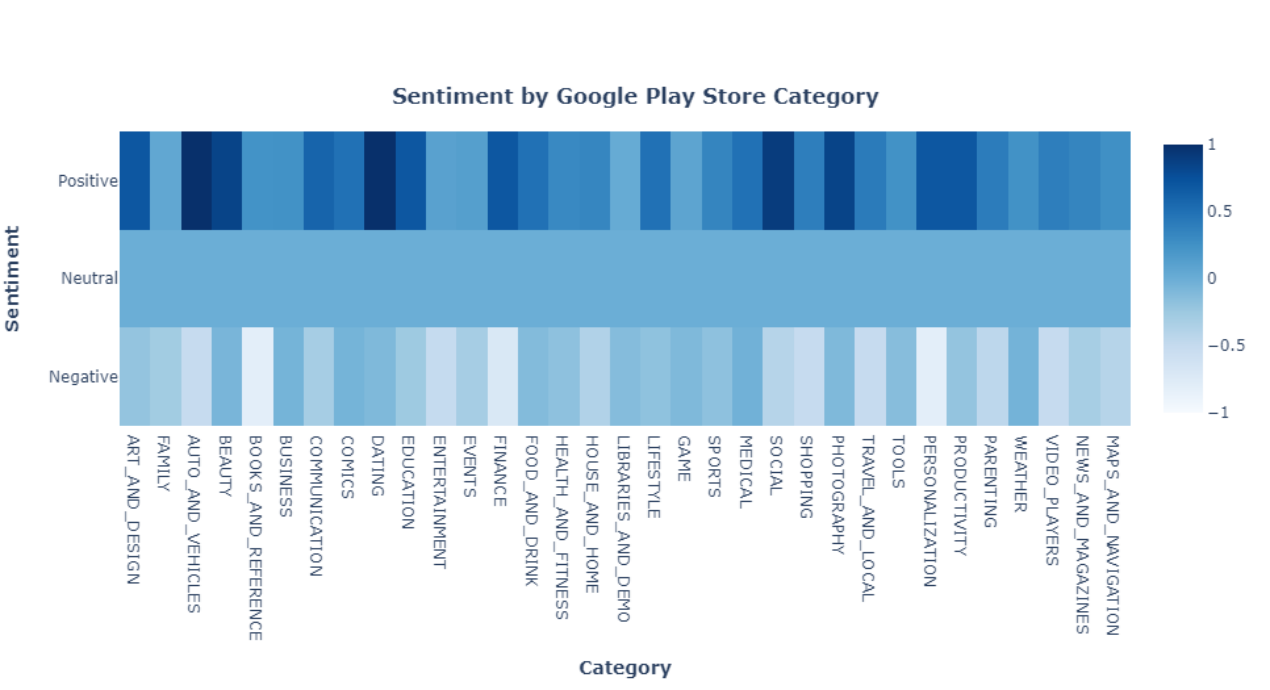 Sentiment by Google Play Store Category
Sentiment
Positive
Neutral
Negative
1
0.5
0
−0.5
−1
ART_AND_DESIGN
FAMILY
AUTO_AND_VEHICLES
BEAUTY
BOOKS_AND_REFERENCE
BUSINESS
COMMUNICATION
COMICS
DATING
EDUCATION
ENTERTAINMENT
EVENTS
FINANCE
FOOD_AND_DRINK
HEALTH_AND_FITNESS
HOUSE_AND_HOME
LIBRARIES_AND_DEMO
LIFESTYLE
GAME
SPORTS
MEDICAL
SOCIAL
SHOPPING
PHOTOGRAPHY
TRAVEL_AND_LOCAL
TOOLS
PERSONALIZATION
PRODUCTIVITY
PARENTING
WEATHER
VIDEO_PLAYERS
NEWS_AND_MAGAZINES
MAPS_AND_NAVIGATION
Category